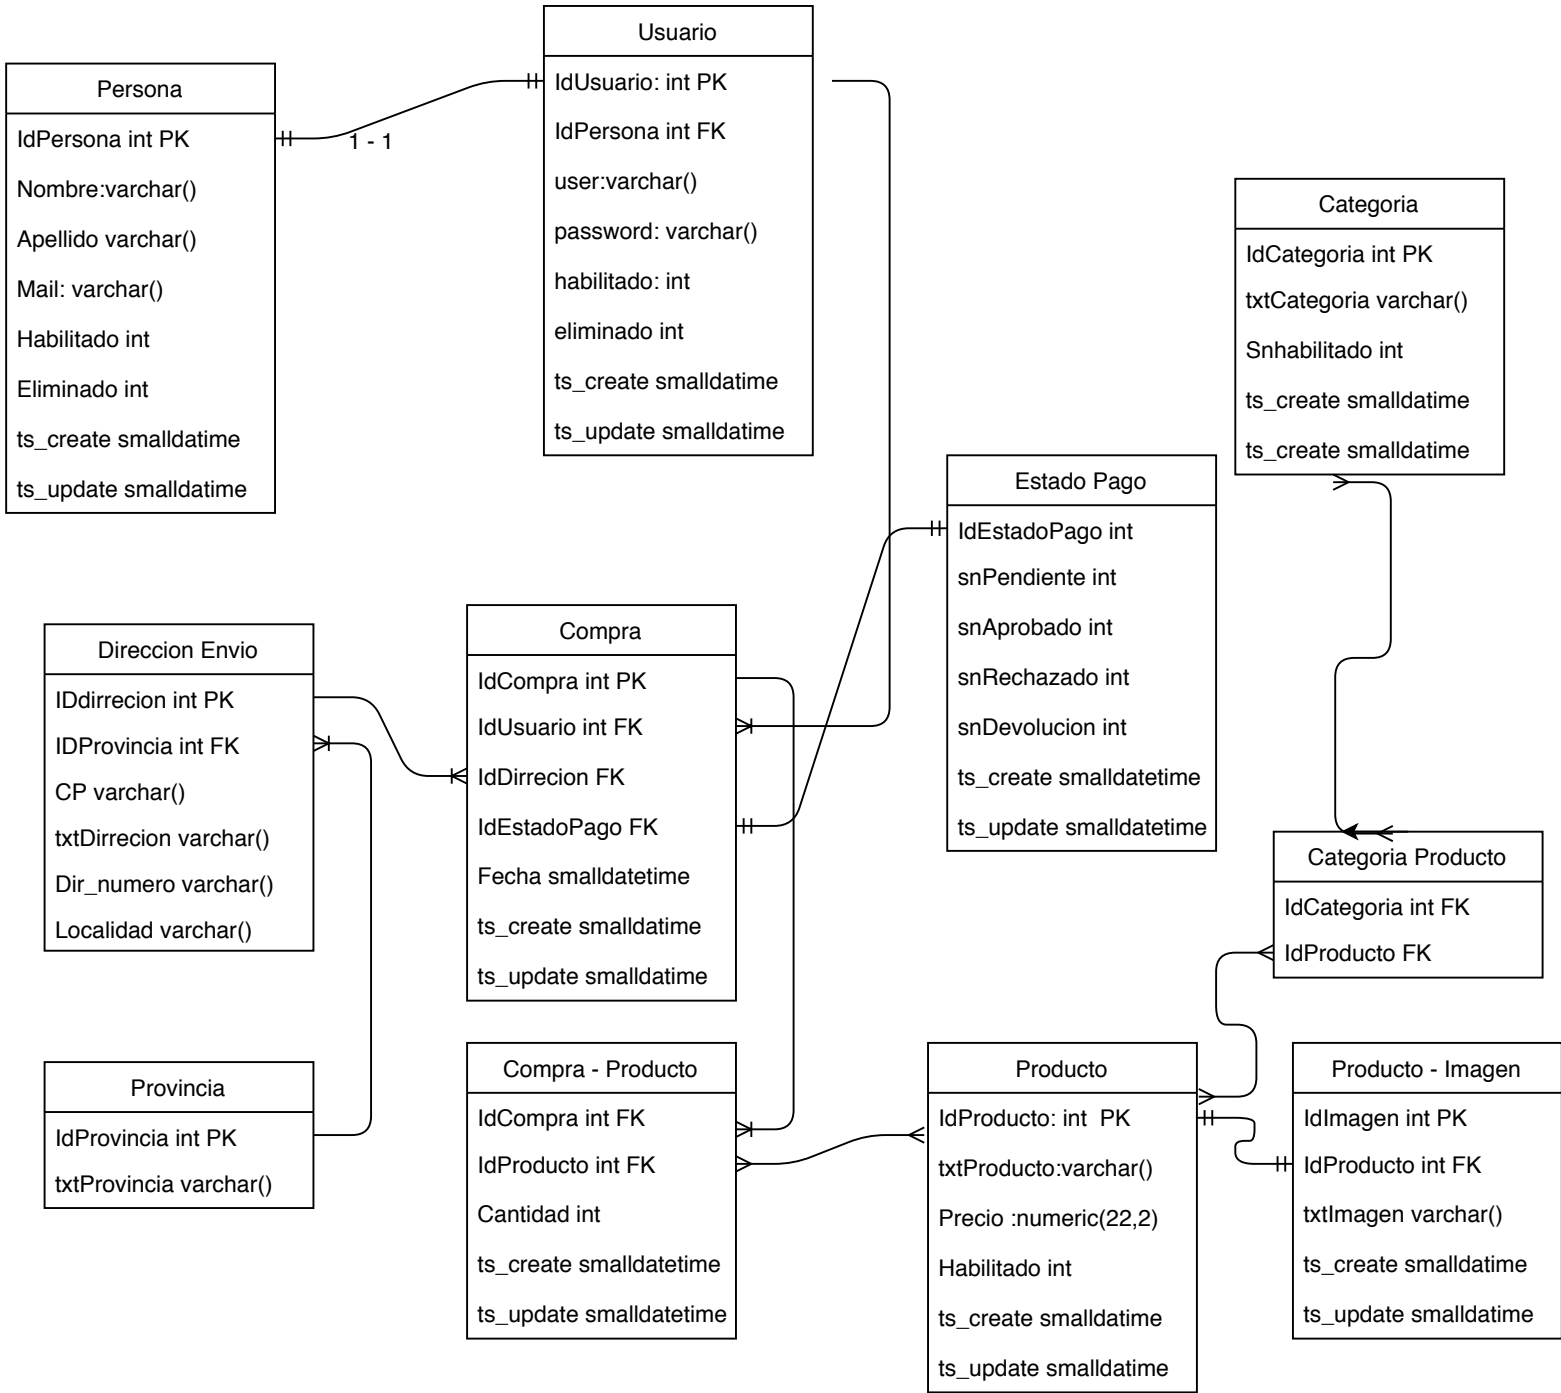 Usuario
IdUsuario: int PK
IdPersona int FK
user:varchar()
password: varchar()
habilitado: int
eliminado int
ts_create smalldatime
ts_update smalldatime
Persona
IdPersona int PK
Nombre:varchar()
Apellido varchar()
Mail: varchar()
Habilitado int
Eliminado int
ts_create smalldatime
ts_update smalldatime
1 - 1
Categoria
IdCategoria int PK
txtCategoria varchar()
Snhabilitado int
ts_create smalldatime
ts_create smalldatime
Estado Pago
IdEstadoPago int
snPendiente int
snAprobado int
snRechazado int
snDevolucion int
ts_create smalldatetime
ts_update smalldatetime
Direccion Envio
IDdirrecion int PK
IDProvincia int FK
CP varchar()
txtDirrecion varchar()
Dir_numero varchar()
Localidad varchar()
Compra
IdCompra int PK
IdUsuario int FK
IdDirrecion FK
IdEstadoPago FK
Fecha smalldatetime
ts_create smalldatime
ts_update smalldatime
Categoria Producto
IdCategoria int FK
IdProducto FK
Provincia
IdProvincia int PK
txtProvincia varchar()
Compra - Producto
IdCompra int FK
IdProducto int FK
Cantidad int
ts_create smalldatetime
ts_update smalldatetime
Producto
IdProducto: int  PK
txtProducto:varchar()
Precio :numeric(22,2)
Habilitado int
ts_create smalldatime
ts_update smalldatime
Producto - Imagen
IdImagen int PK
IdProducto int FK
txtImagen varchar()
ts_create smalldatime
ts_update smalldatime